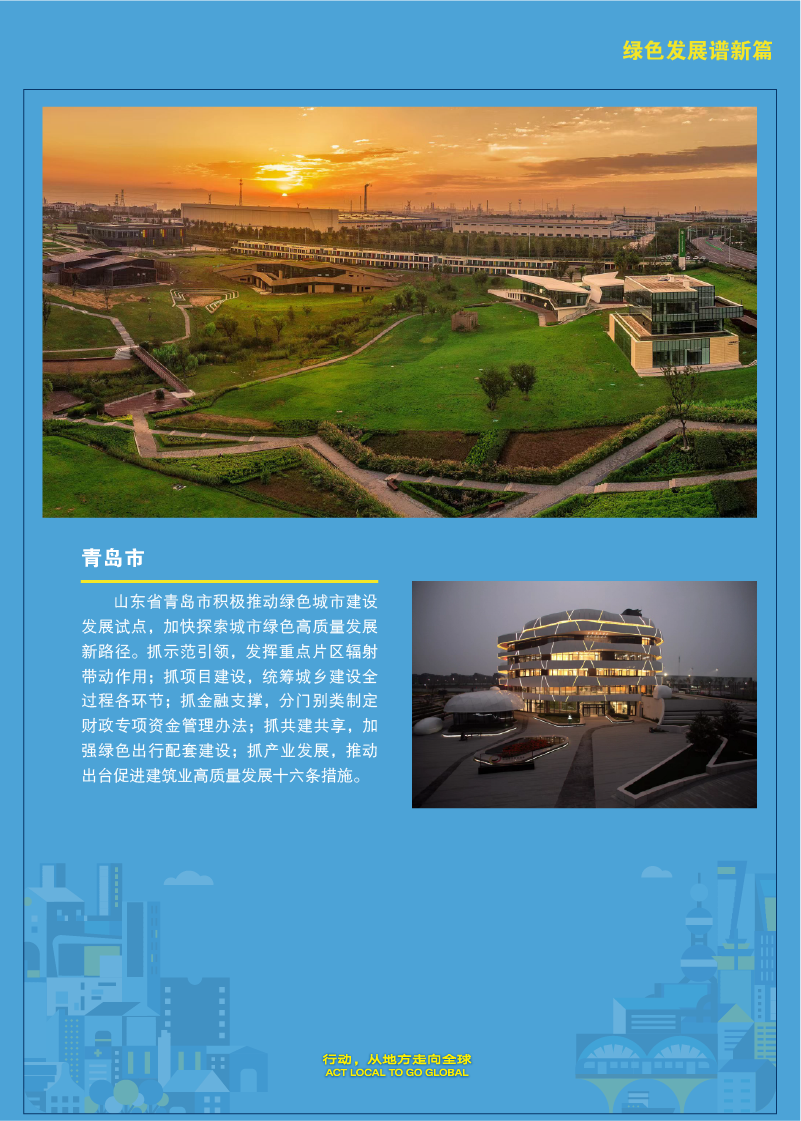 绿色发展谱新篇
青岛市
山东省青岛市积极推动绿色城市建设
发展试点，加快探索城市绿色高质量发展
新路径。抓示范引领，发挥重点片区辐射
带动作用；抓项目建设，统筹城乡建设全
过程各环节；抓金融支撑，分门别类制定
财政专项资金管理办法；抓共建共享，加
强绿色出行配套建设；抓产业发展，推动
出台促进建筑业高质量发展十六条措施。
行动，从地方走向全球
ACT LOCAL TO GO GLOBAL